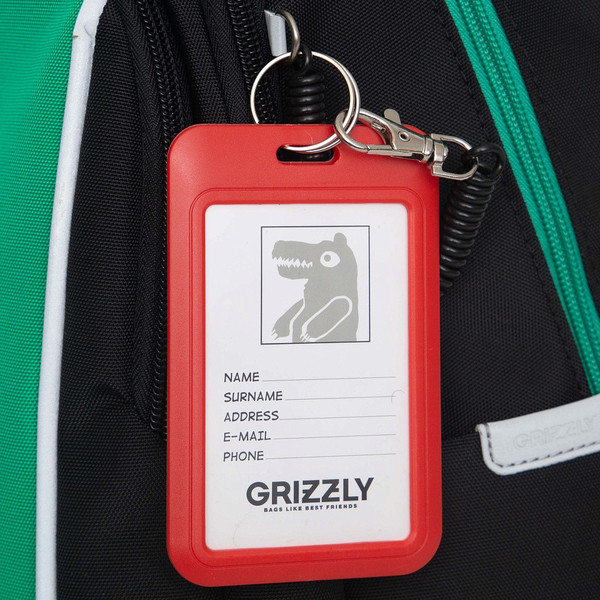 NAME
SURNAME
ADDRESS
E-MAIL
PHONE
GRIZZLY
BAGS LIKE BEST FRIENDS
GRIZZLY